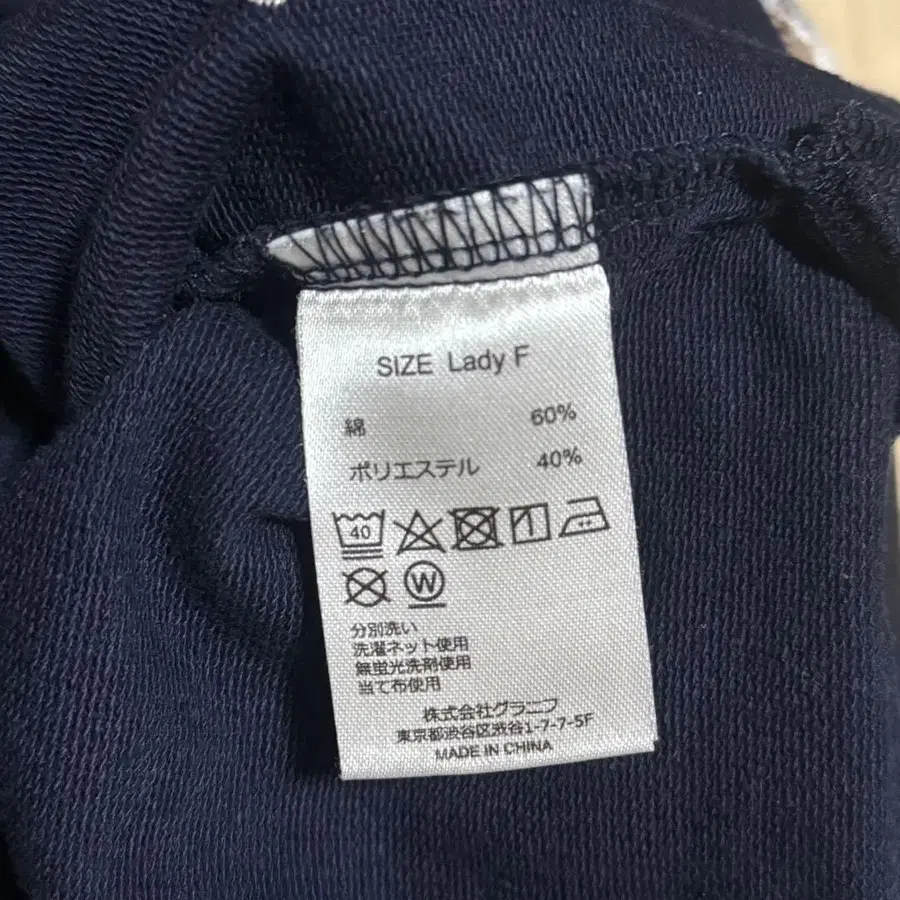 SIZE Lady F
綿 60%
ポリエステル 40%
40
W
分別洗い
洗濯ネット使用
無蛍光洗剤使用
当て布使用
株式会社グラニフ
東京都渋谷区渋谷1-7-7-5F
MADE IN CHINA